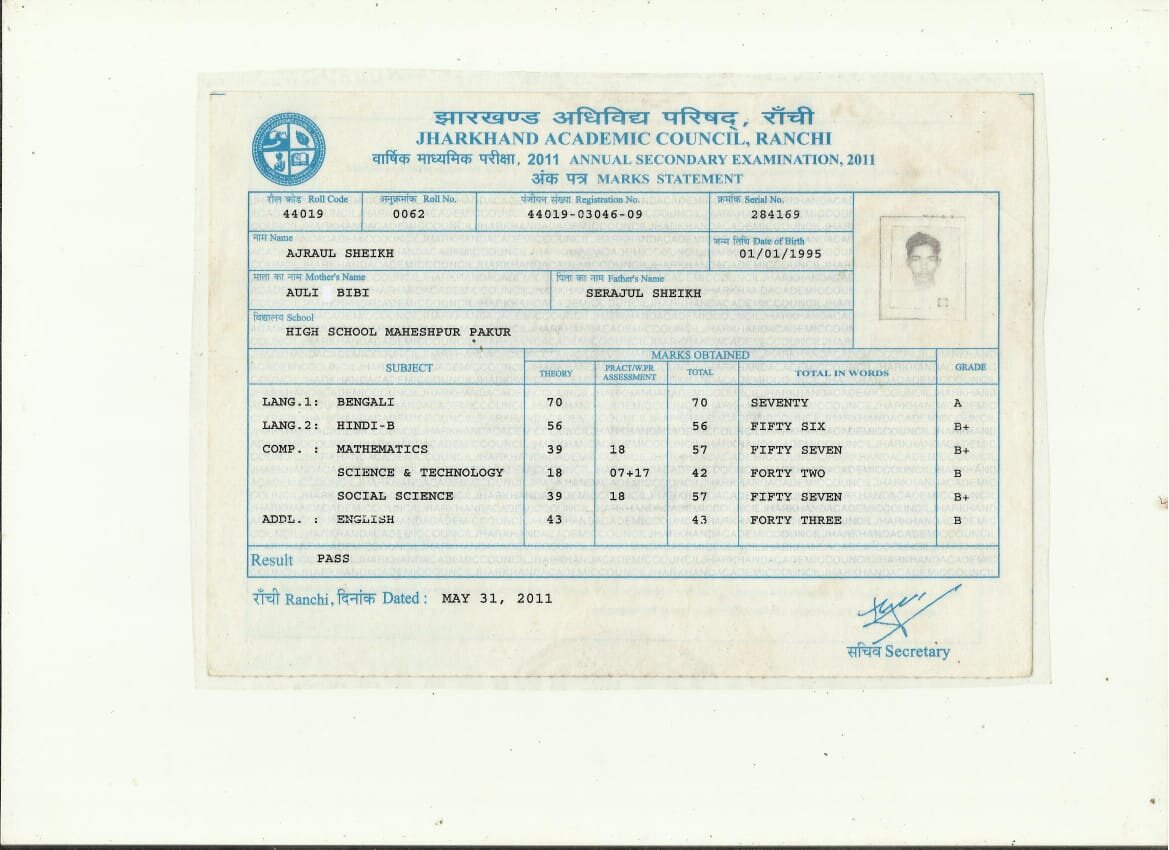 झारखण्ड अधिविद्य परिषद्, राँची
JHARKHAND ACADEMIC COUNCIL, RANCHI
वार्षिक माध्यमिक परीक्षा, 2011 ANNUAL SECONDARY EXAMINATION, 2011
अंक पत्र MARKS STATEMENT
रौल कोड Roll Code अनुक्रमांक Roll No. पंजीयन संख्या Registration No. क्रमांक Serial No.
44019 0062 44019-03046-09 284169
नाम Name जन्म तिथि Date of Birth
AJRAUL SHEIKH 01/01/1995
माता का नाम Mother's Name पिता का नाम Father's Name
AULI BIBI SERAJUL SHEIKH
विद्यालय School
HIGH SCHOOL MAHESHPUR PAKUR
SUBJECT MARKS OBTAINED GRADE
THEORY PRACT/W.PR ASSESSMENT TOTAL TOTAL IN WORDS
LANG.1: BENGALI 70 70 SEVENTY A
LANG.2: HINDI-B 56 56 FIFTY SIX B+
COMP. : MATHEMATICS 39 18 57 FIFTY SEVEN B+
SCIENCE & TECHNOLOGY 18 07+17 42 FORTY TWO B
SOCIAL SCIENCE 39 18 57 FIFTY SEVEN B+
ADDL. : ENGLISH 43 43 FORTY THREE B
Result PASS
राँची Ranchi, दिनांक Dated : MAY 31, 2011
सचिव Secretary